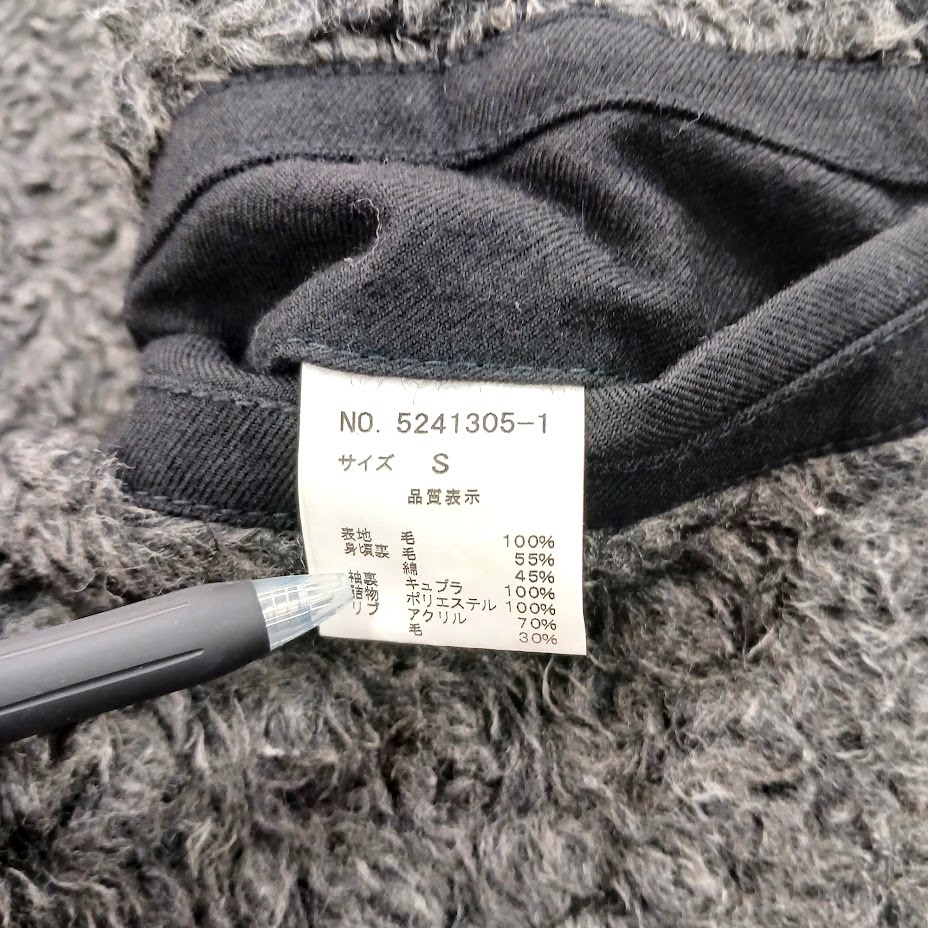 NO. 5241305-1
サイズ S
品質表示
表地 毛 100%
身頃裏 毛 55%
綿 45%
袖裏 キュプラ 100%
詰物 ポリエステル 100%
リブ アクリル 70%
毛 30%